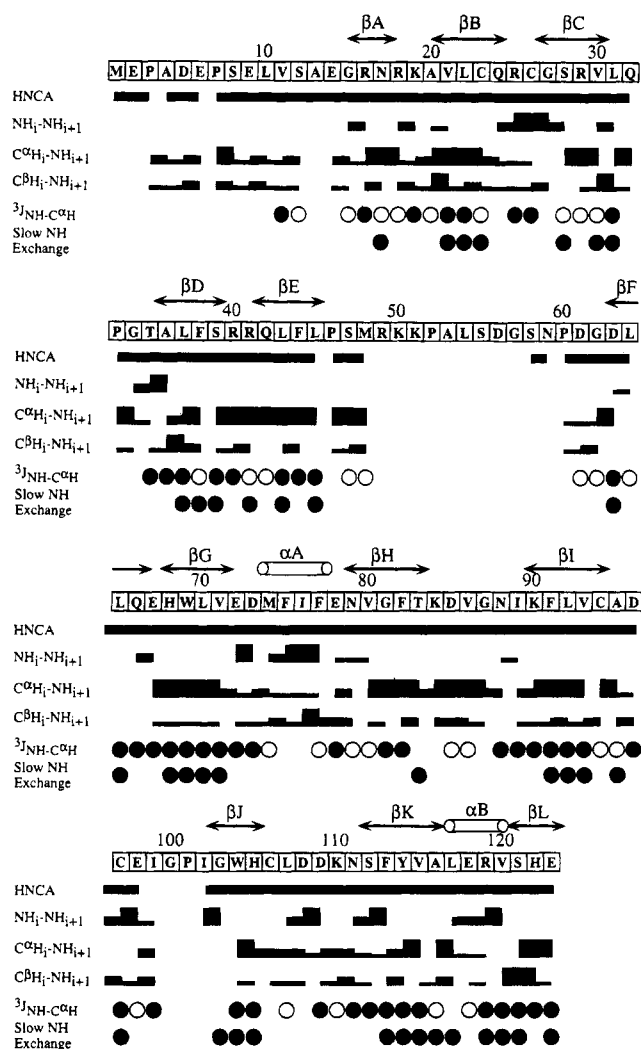 βA βB βC
10 20 30
MEPADEPSELVSAEGRNRKAVLCQRCGSRVLQ
HNCA
NHi-NHi+1
CαHi-NHi+1
CβHi-NHi+1
³JNH-CαH
Slow NH
Exchange
βD βE βF
40 50 60
PGTALFSRRQLFLPSMRKKPALSDGSNPDGDL
HNCA
NHi-NHi+1
CαHi-NHi+1
CβHi-NHi+1
³JNH-CαH
Slow NH
Exchange
βG αA βH βI
70 80 90
LQEHWLVEDMFIFENVGFTKDVGNIKFLVCAD
HNCA
NHi-NHi+1
CαHi-NHi+1
CβHi-NHi+1
³JNH-CαH
Slow NH
Exchange
βJ βK αB βL
100 110 120
CEIGPIGWHCLDDKNSFYVALERVSHE
HNCA
NHi-NHi+1
CαHi-NHi+1
CβHi-NHi+1
³JNH-CαH
Slow NH
Exchange